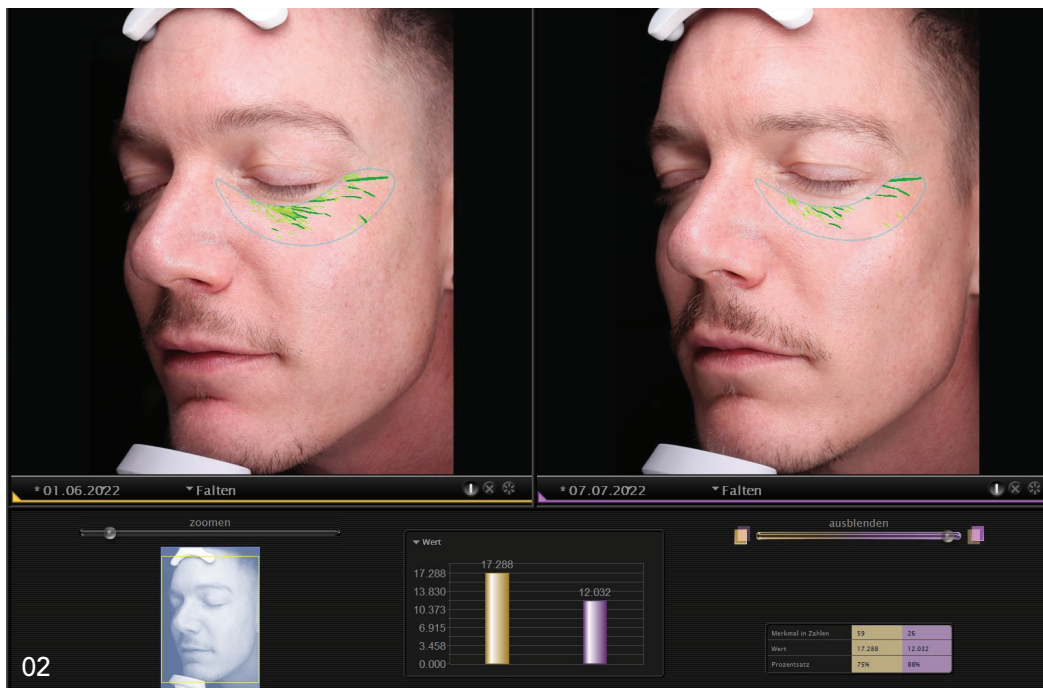 * 01.06.2022 Falten
* 07.07.2022 Falten
zoomen
ausblenden
Wert
17.288
12.032
17.288
13.830
10.373
6.915
3.458
0.000
Merkmal in Zahlen 59 26
Wert 17.288 12.032
Prozentsatz 75% 88%
02